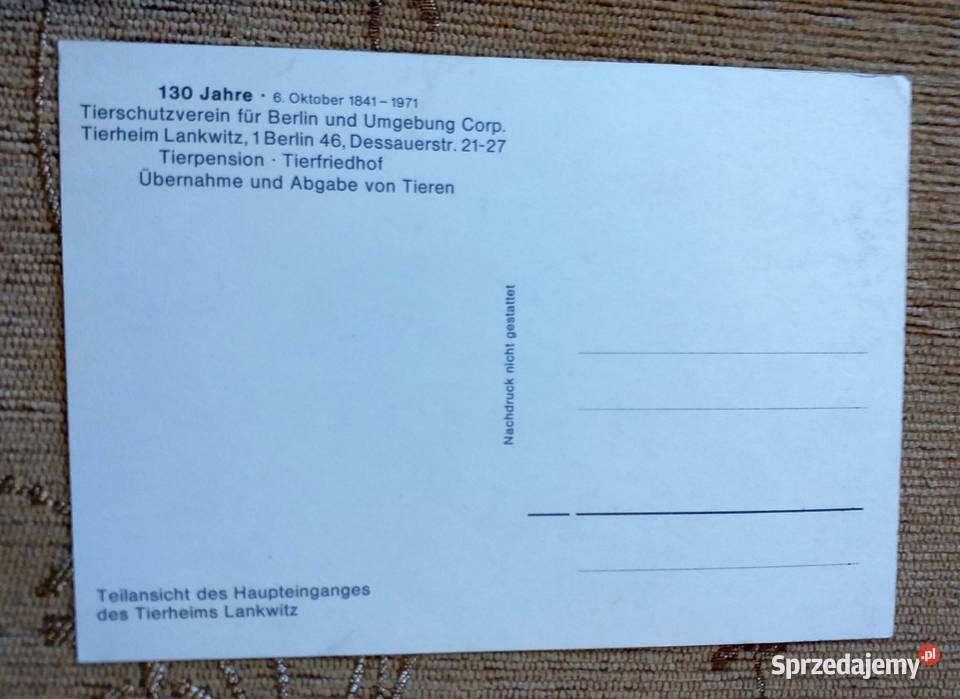 130 Jahre · 6. Oktober 1841–1971
Tierschutzverein für Berlin und Umgebung Corp.
Tierheim Lankwitz, 1 Berlin 46, Dessauerstr. 21-27
Tierpension · Tierfriedhof
Übernahme und Abgabe von Tieren
Nachdruck nicht gestattet
Teilansicht des Haupteinganges
des Tierheims Lankwitz
Sprzedajemy.pl